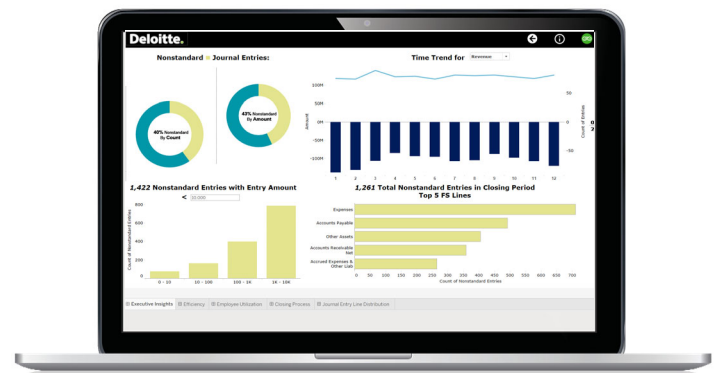 Deloitte.
Nonstandard Journal Entries:
Time Trend for Revenue
40% Nonstandard
By Count
43% Nonstandard
By Amount
Amount
100M
50M
0M
-50M
-100M
50
0
-50
Count of Entries
1 2 3 4 5 6 7 8 9 10 11 12
1,422 Nonstandard Entries with Entry Amount
< 10,000
Count of Nonstandard Entries
800
600
400
200
0
0 - 10 10 - 100 100 - 1K 1K - 10K
1,261 Total Nonstandard Entries in Closing Period
Top 5 FS Lines
Expenses
Accounts Payable
Other Assets
Accounts Receivable
Net
Accrued Expenses &
Other Liab
0 50 100 150 200 250 300 350 400 450 500 550 600 650 700
Count of Nonstandard Entries
Executive Insights Efficiency Employee Utilization Closing Process Journal Entry Line Distribution